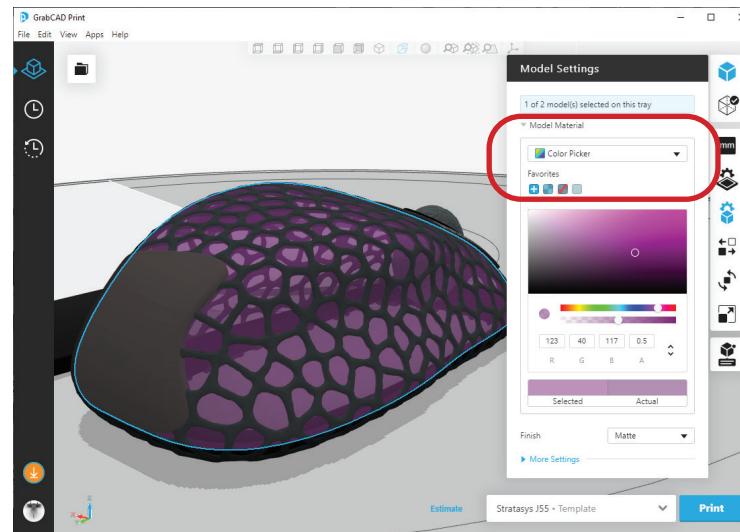 GrabCAD Print
File Edit View Apps Help
Model Settings
1 of 2 model(s) selected on this tray
Model Material
Color Picker
Favorites
mm
123 40 117 0.5
R G B A
Selected Actual
Finish Matte
More Settings
Estimate Stratasys J55 • Template Print